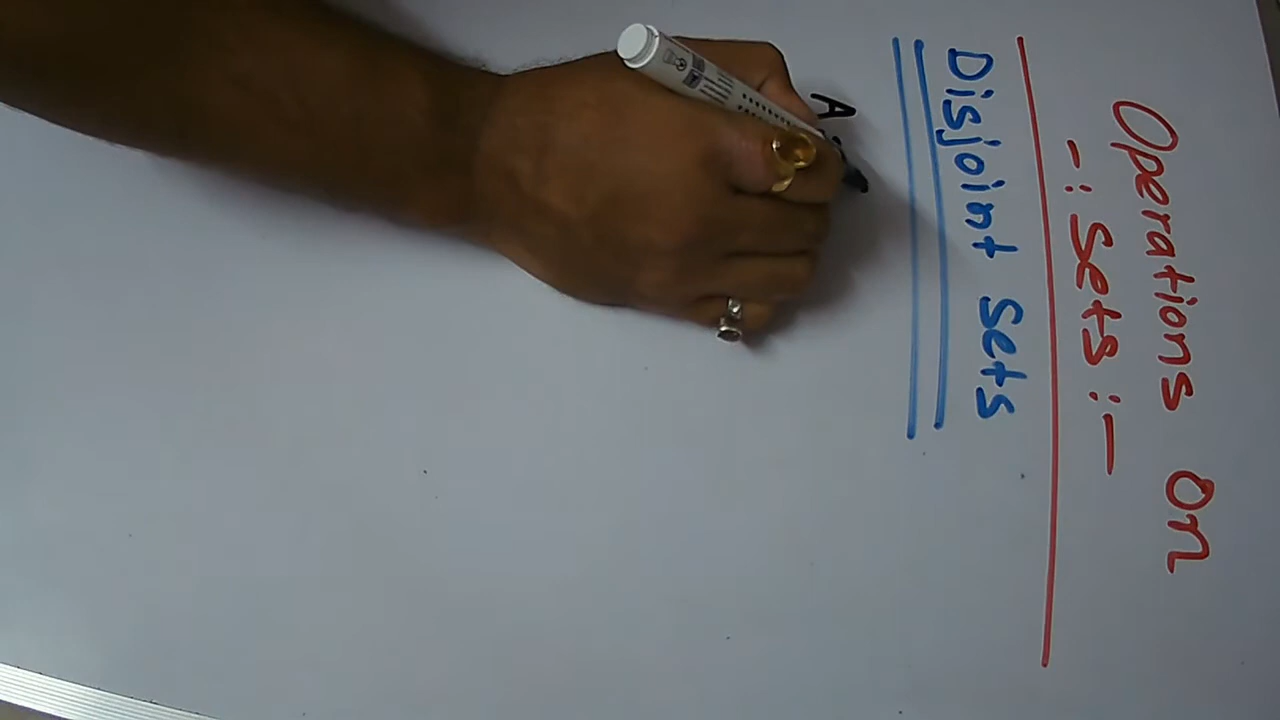 Operations on
-: Sets :-
Disjoint Sets
A